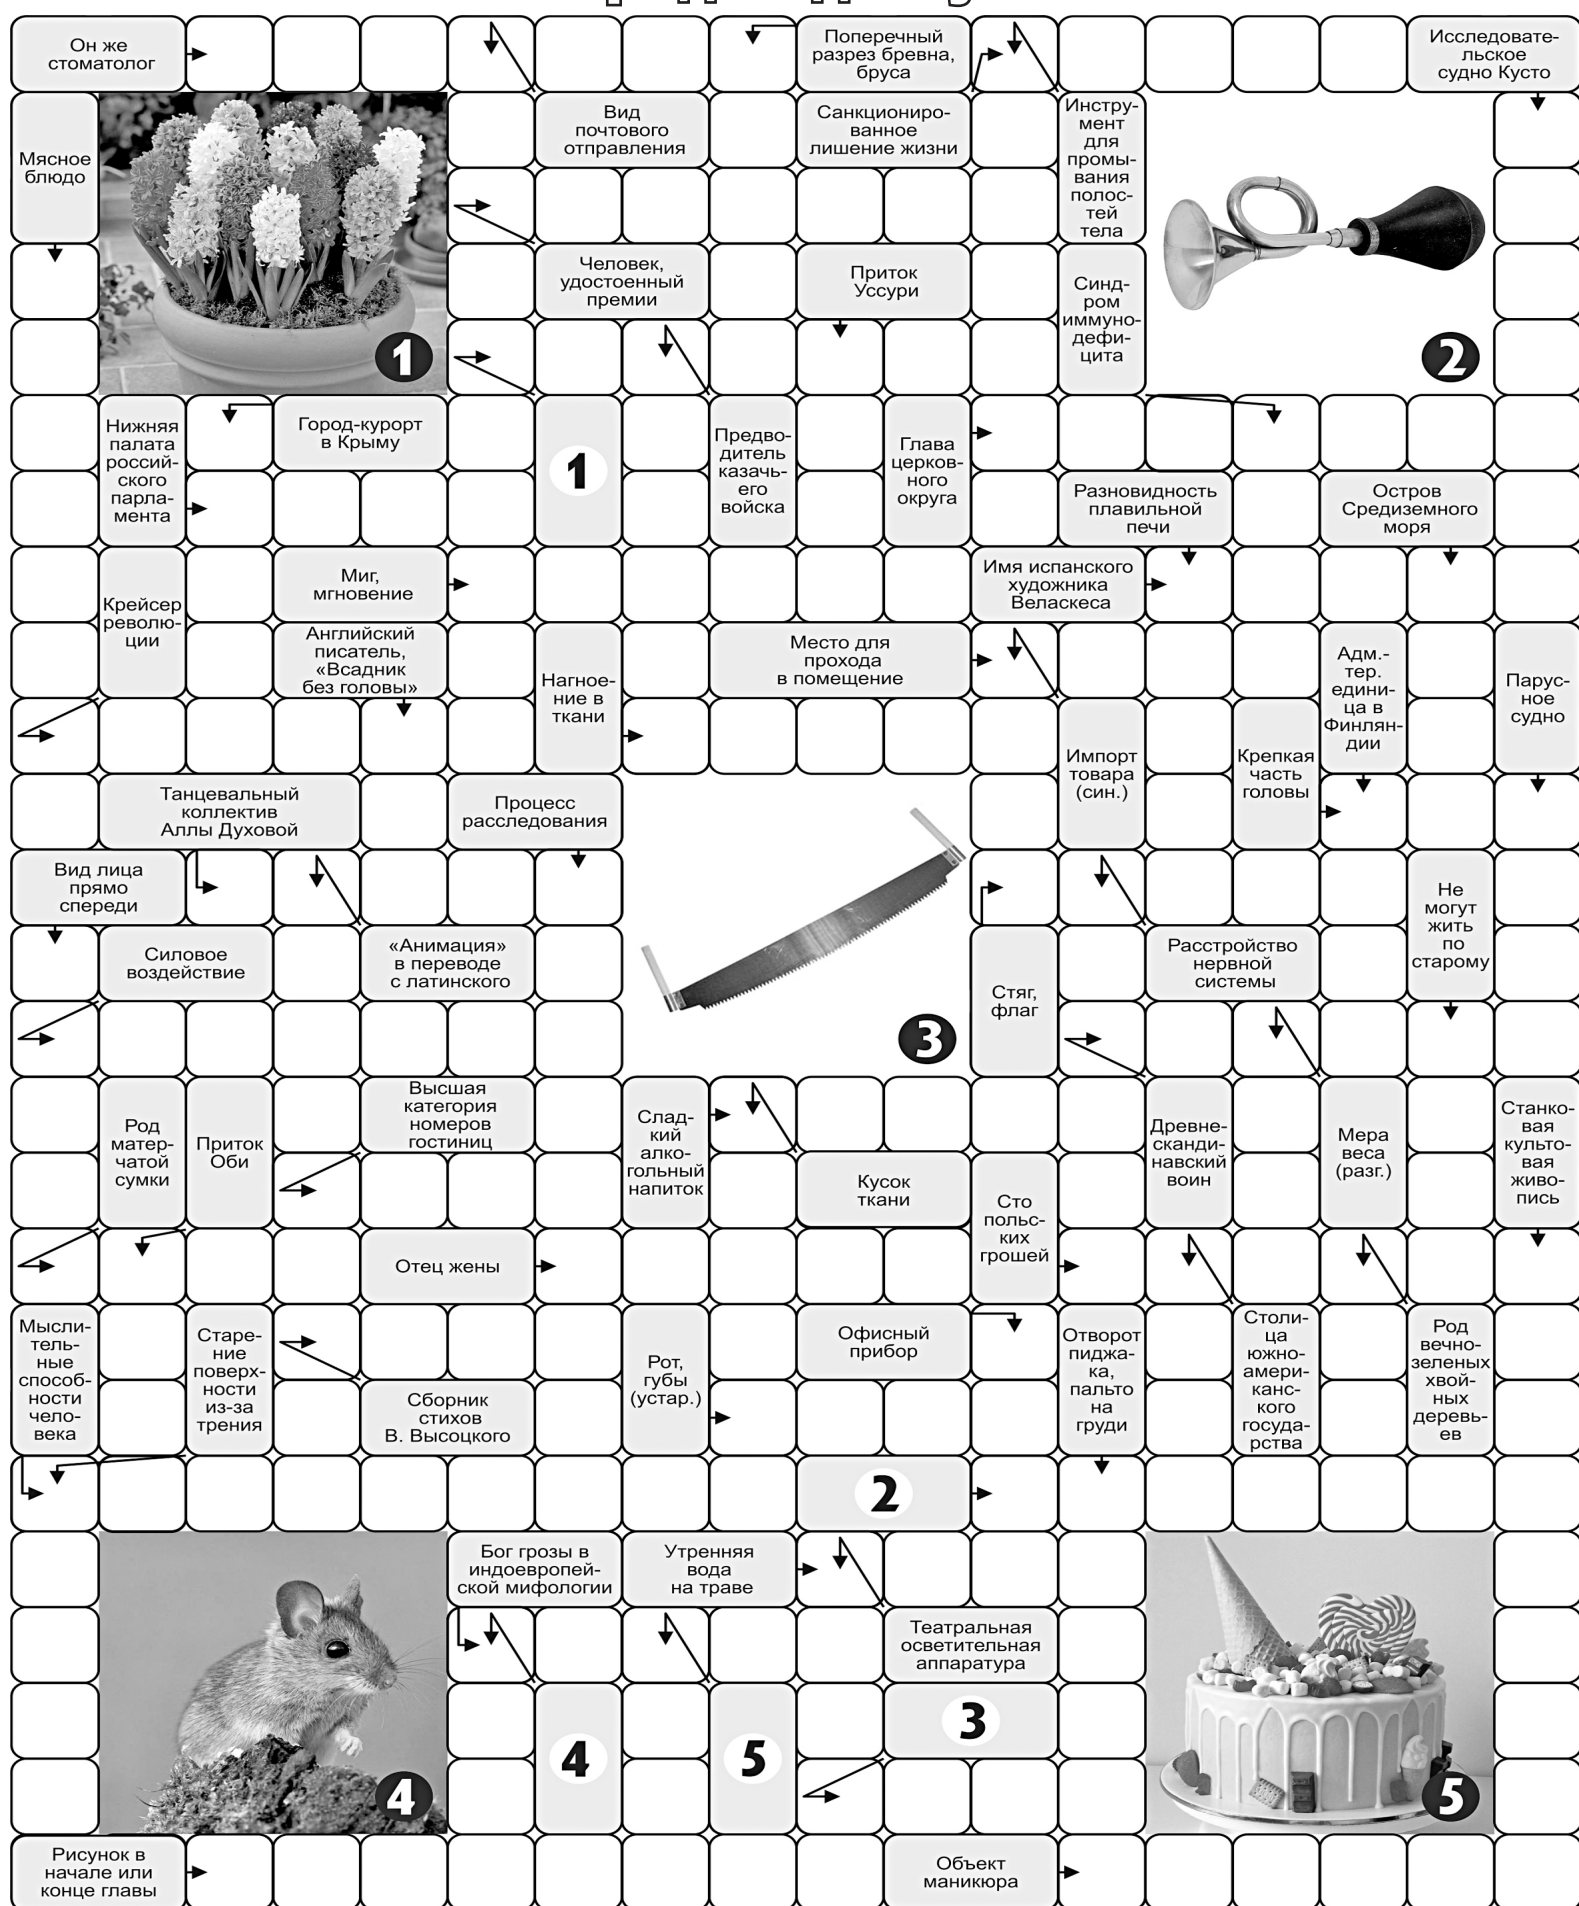 Он же
стоматолог
Поперечный
разрез бревна,
бруса
Исследовате-
льское
судно Кусто
Мясное
блюдо
Вид
почтового
отправления
Санкциониро-
ванное
лишение жизни
Инстру-
мент
для
промы-
вания
полос-
тей
тела
Человек,
удостоенный
премии
Приток
Уссури
Синд-
ром
иммуно-
дефи-
цита
1
2
Нижняя
палата
россий-
ского
парла-
мента
Город-курорт
в Крыму
1
Предво-
дитель
казачь-
его
войска
Глава
церков-
ного
округа
Разновидность
плавильной
печи
Остров
Средиземного
моря
Крейсер
револю-
ции
Миг,
мгновение
Имя испанского
художника
Веласкеса
Английский
писатель,
«Всадник
без головы»
Нагное-
ние в
ткани
Место для
прохода
в помещение
Адм.-
тер.
едини-
ца в
Финлян-
дии
Парус-
ное
судно
Импорт
товара
(син.)
Крепкая
часть
головы
Танцевальный
коллектив
Аллы Духовой
Процесс
расследования
Вид лица
прямо
спереди
Не
могут
жить
по
старому
Силовое
воздействие
«Анимация»
в переводе
с латинского
Стяг,
флаг
Расстройство
нервной
системы
3
Род
матер-
чатой
сумки
Приток
Оби
Высшая
категория
номеров
гостиниц
Слад-
кий
алко-
гольный
напиток
Кусок
ткани
Сто
поль­с-
ких
грошей
Древне-
сканди-
навский
воин
Мера
веса
(разг.)
Станко-
вая
культо-
вая
живо-
пись
Отец жены
Мысли-
тель-
ные
способ-
ности
чело-
века
Старе-
ние
поверх-
ности
из-за
трения
Сборник
стихов
В. Высоцкого
Рот,
губы
(устар.)
Офисный
прибор
Отворот
пиджа-
ка,
пальто
на
груди
Столи-
ца
южно-
амери-
канс-
кого
госуда-
рства
Род
вечно-
зеленых
хвой-
ных
деревь-
ев
2
Бог грозы в
индоевропей-
ской мифологии
Утренняя
вода
на траве
Театральная
осветительная
аппаратура
3
4
5
4
5
Рисунок в
начале или
конце главы
Объект
маникюра